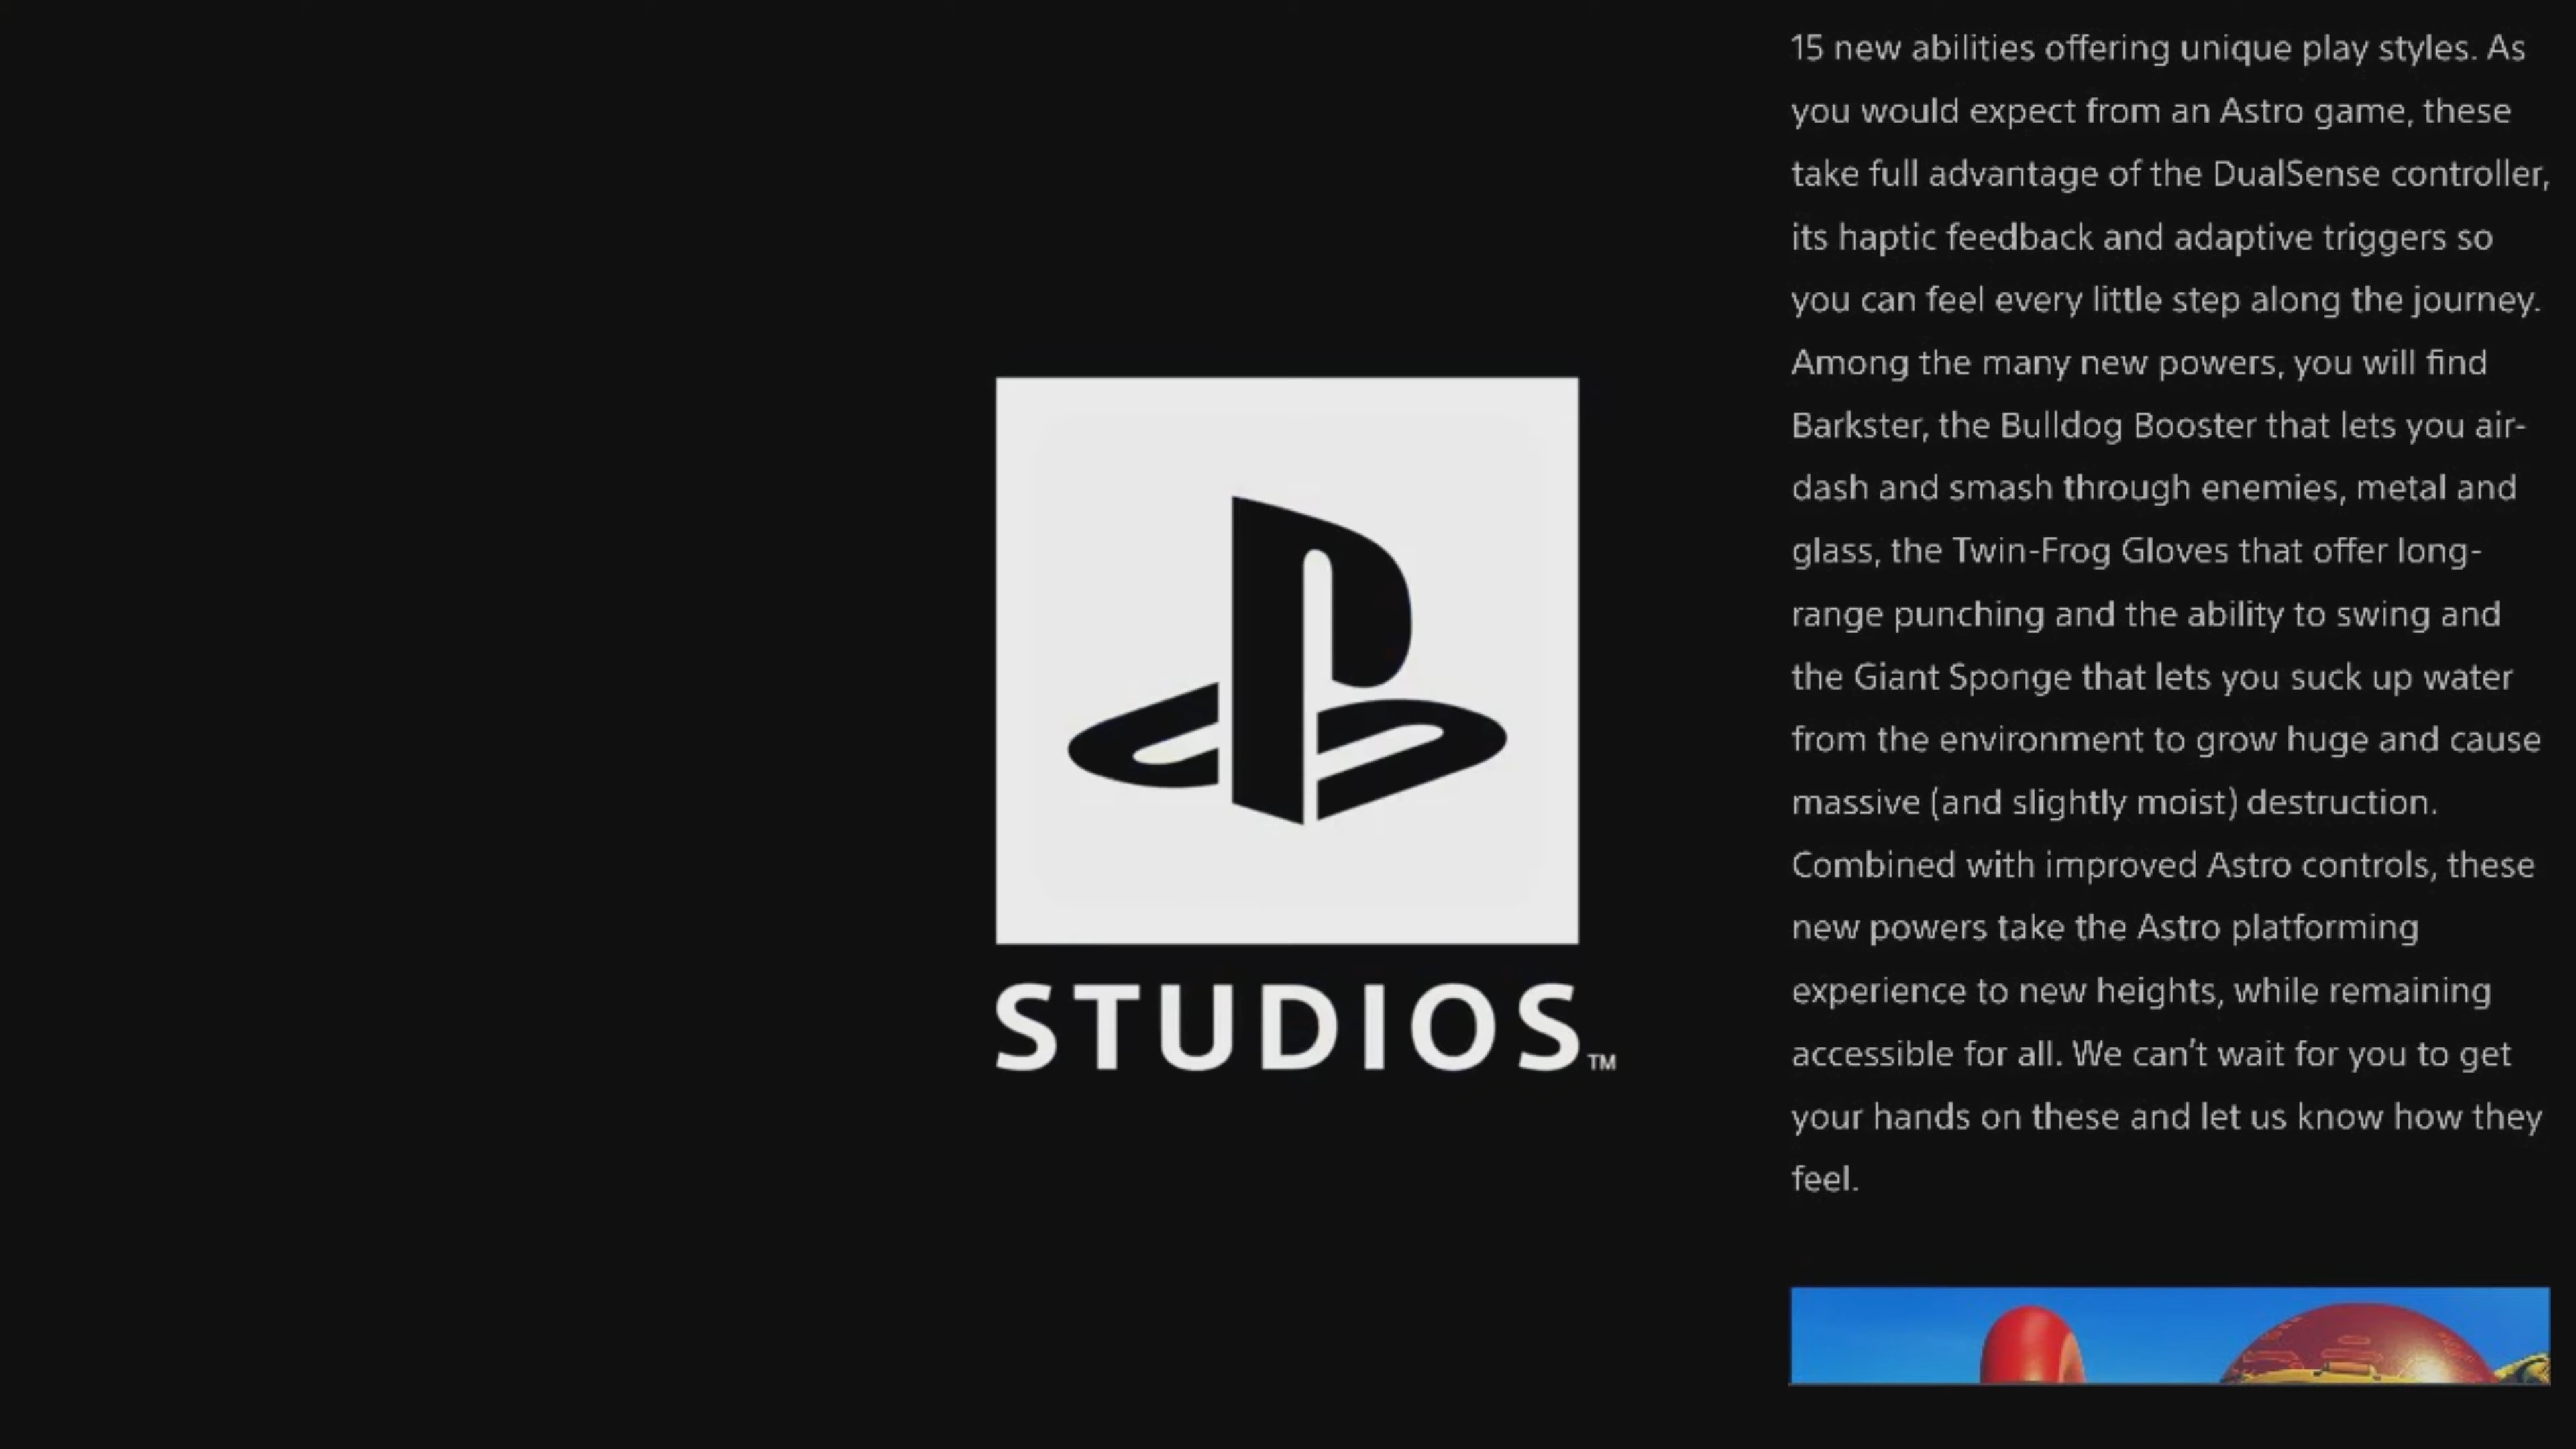 STUDIOS™
15 new abilities offering unique play styles. As
you would expect from an Astro game, these
take full advantage of the DualSense controller,
its haptic feedback and adaptive triggers so
you can feel every little step along the journey.
Among the many new powers, you will find
Barkster, the Bulldog Booster that lets you air-
dash and smash through enemies, metal and
glass, the Twin-Frog Gloves that offer long-
range punching and the ability to swing and
the Giant Sponge that lets you suck up water
from the environment to grow huge and cause
massive (and slightly moist) destruction.
Combined with improved Astro controls, these
new powers take the Astro platforming
experience to new heights, while remaining
accessible for all. We can’t wait for you to get
your hands on these and let us know how they
feel.